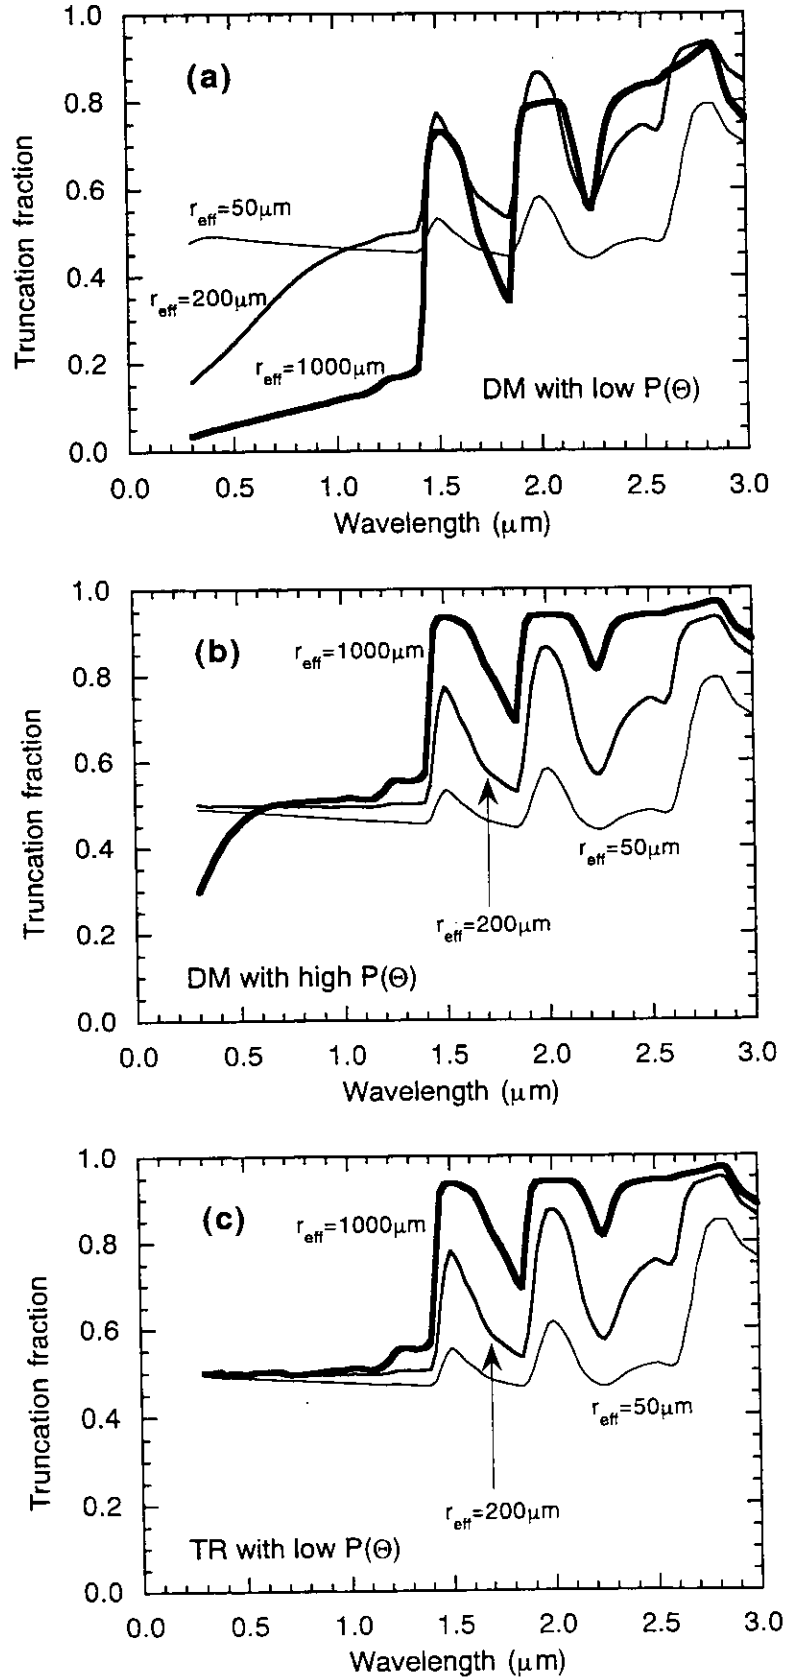 1.0
(a)
0.8
0.6
r_eff=50μm
0.4
r_eff=200μm
r_eff=1000μm
0.2
DM with low P(Θ)
0.0
0.0 0.5 1.0 1.5 2.0 2.5 3.0
Truncation fraction
Wavelength (μm)
1.0
(b)
r_eff=1000μm
0.8
0.6
0.4
r_eff=50μm
r_eff=200μm
0.2
DM with high P(Θ)
0.0
0.0 0.5 1.0 1.5 2.0 2.5 3.0
Truncation fraction
Wavelength (μm)
1.0
(c)
r_eff=1000μm
0.8
0.6
0.4
r_eff=50μm
r_eff=200μm
0.2
TR with low P(Θ)
0.0
0.0 0.5 1.0 1.5 2.0 2.5 3.0
Truncation fraction
Wavelength (μm)